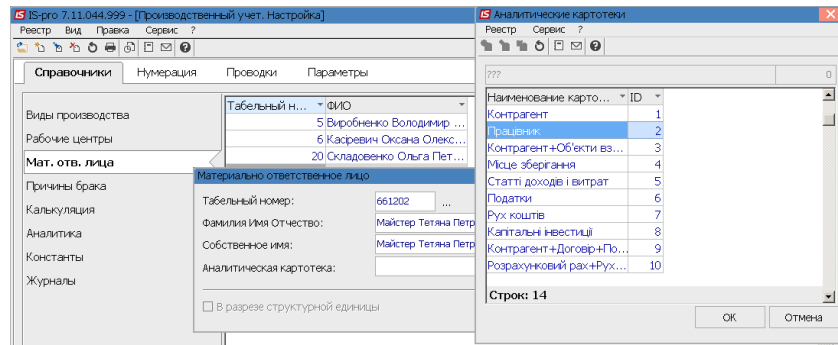 IS-pro 7.11.044.999 - [Производственный учет. Настройка]
Реестр Вид Правка Сервис ?
Справочники Нумерация Проводки Параметры
Виды производства
Рабочие центры
Мат. отв. лица
Причины брака
Калькуляция
Аналитика
Константы
Журналы
Табельный н... ФИО
5 Виробненко Володимир ...
6 Касіревич Оксана Олекс...
20 Складовенко Ольга Пет...
Материально ответственное лицо
Табельный номер: 661202 ...
Фамилия Имя Отчество: Майстер Тетяна Петр
Собственное имя: Майстер Тетяна Петр
Аналитическая картотека:
В разрезе структурной единицы
Аналитические картотеки
Реестр Сервис ?
??? 0
Наименование карто... ID
Контрагент 1
Працівник 2
Контрагент+Об'єкти вз... 3
Місце зберігання 4
Статті доходів і витрат 5
Податки 6
Рух коштів 7
Капітальні інвестиції 8
Контрагент+Договір+По... 9
Розрахунковий рах+Рух... 10
Строк: 14
ОК Отмена